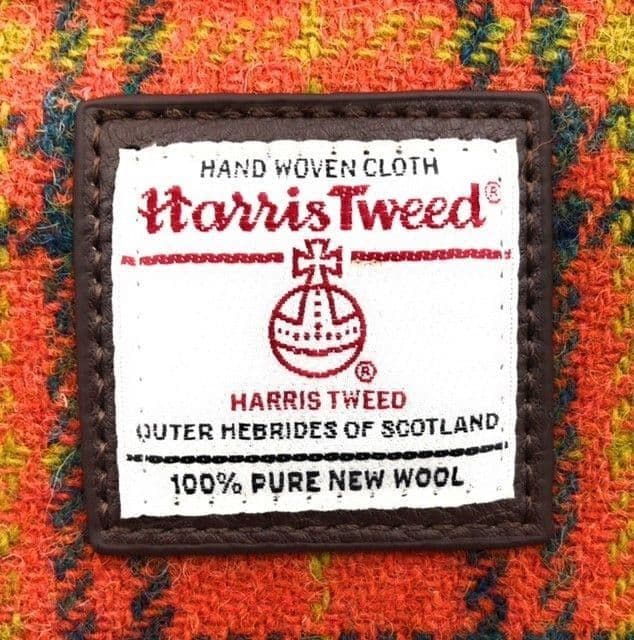 HAND WOVEN CLOTH
Harris Tweed®
®
HARRIS TWEED
OUTER HEBRIDES OF SCOTLAND
100% PURE NEW WOOL